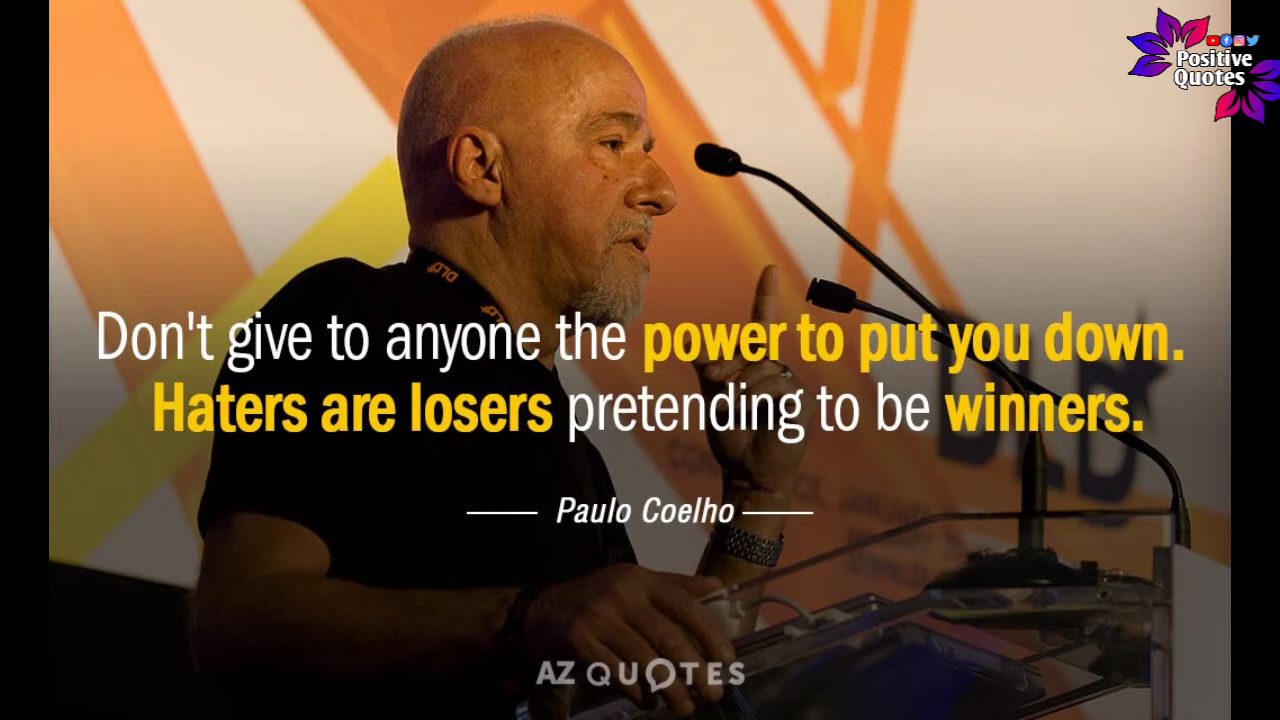 Positive
Quotes
DLD
Don't give to anyone the power to put you down.
Haters are losers pretending to be winners.
Paulo Coelho
AZ QUOTES